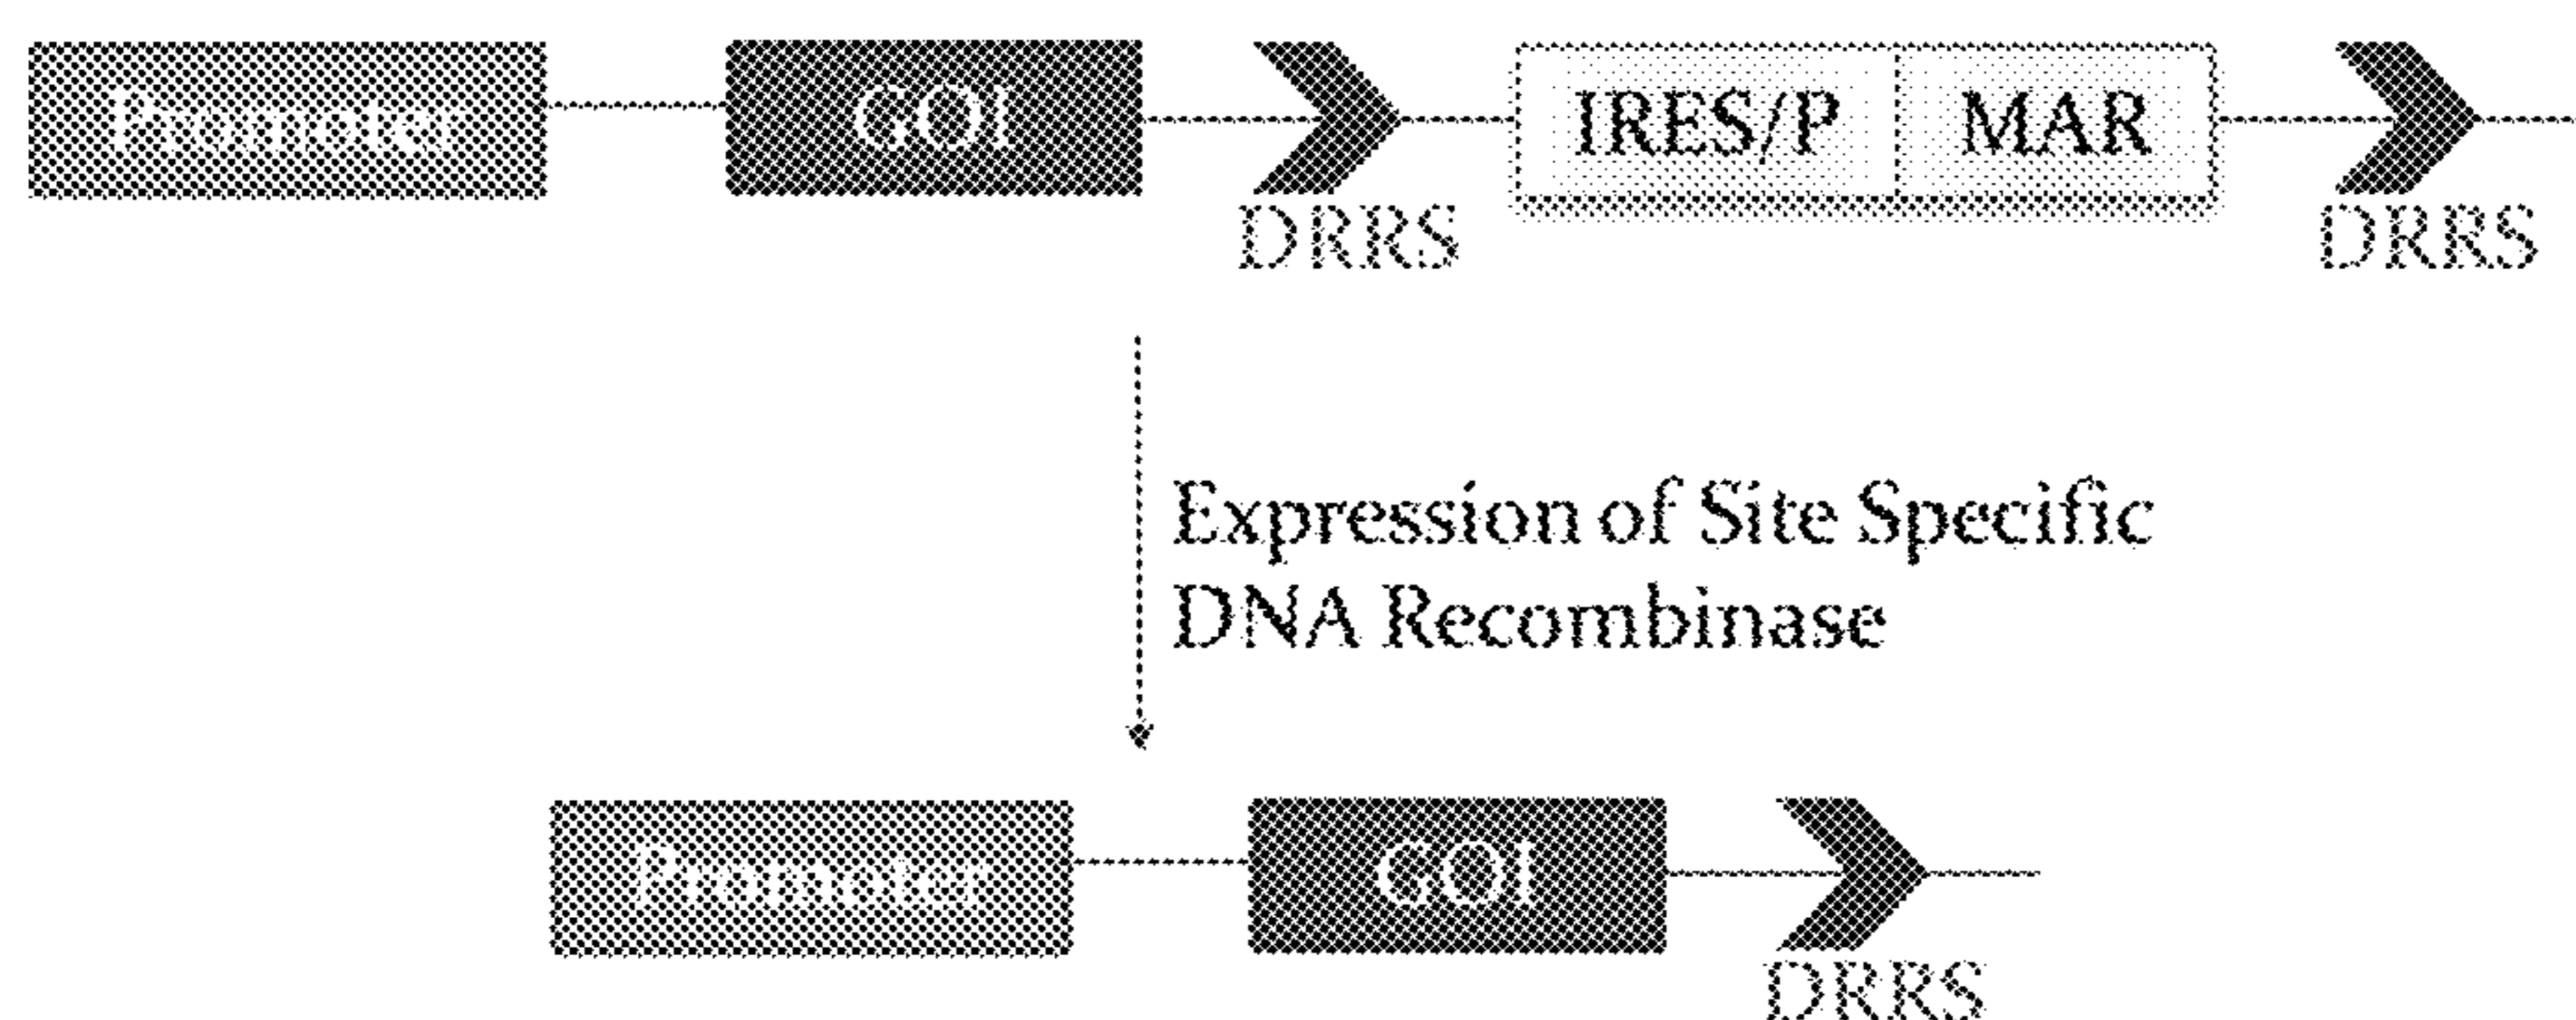 Promoter GOI IRES/P MAR
DRRS DRRS
Expression of Site Specific
DNA Recombinase
Promoter GOI
DRRS